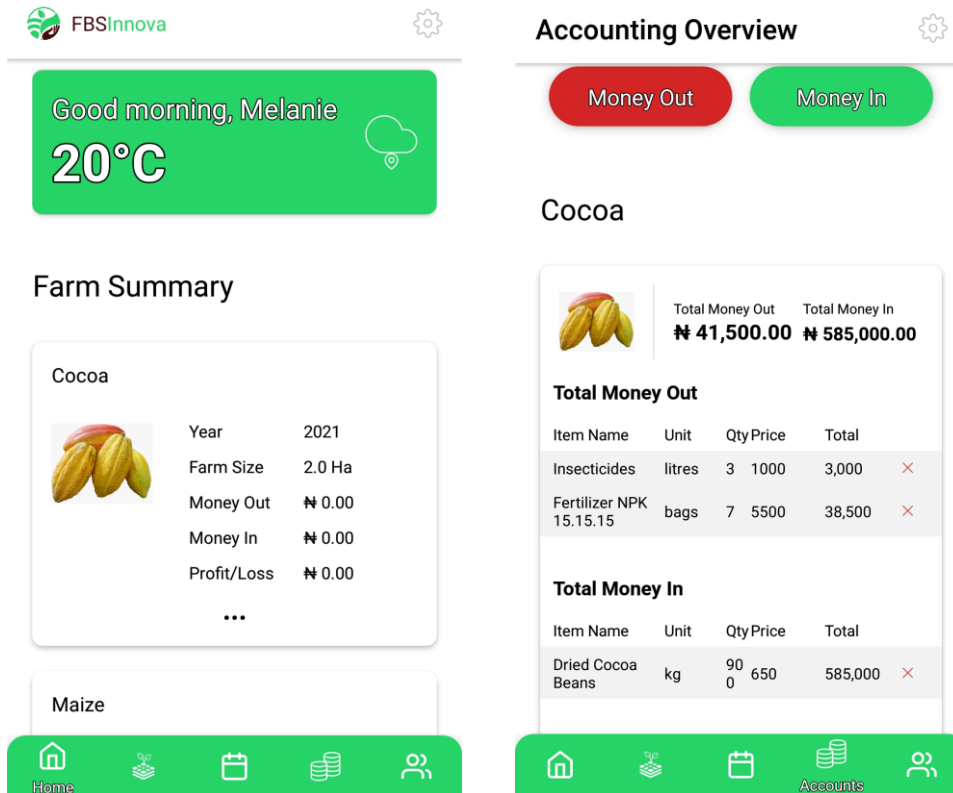 FBSInnova
Good morning, Melanie
20°C
Farm Summary
Cocoa
Year 2021
Farm Size 2.0 Ha
Money Out ₦ 0.00
Money In ₦ 0.00
Profit/Loss ₦ 0.00
...
Maize
Home
Accounting Overview
Money Out Money In
Cocoa
Total Money Out Total Money In
₦ 41,500.00 ₦ 585,000.00
Total Money Out
Item Name Unit Qty Price Total
Insecticides litres 3 1000 3,000
Fertilizer NPK
15.15.15 bags 7 5500 38,500
Total Money In
Item Name Unit Qty Price Total
Dried Cocoa 90
Beans kg 0 650 585,000
Accounts